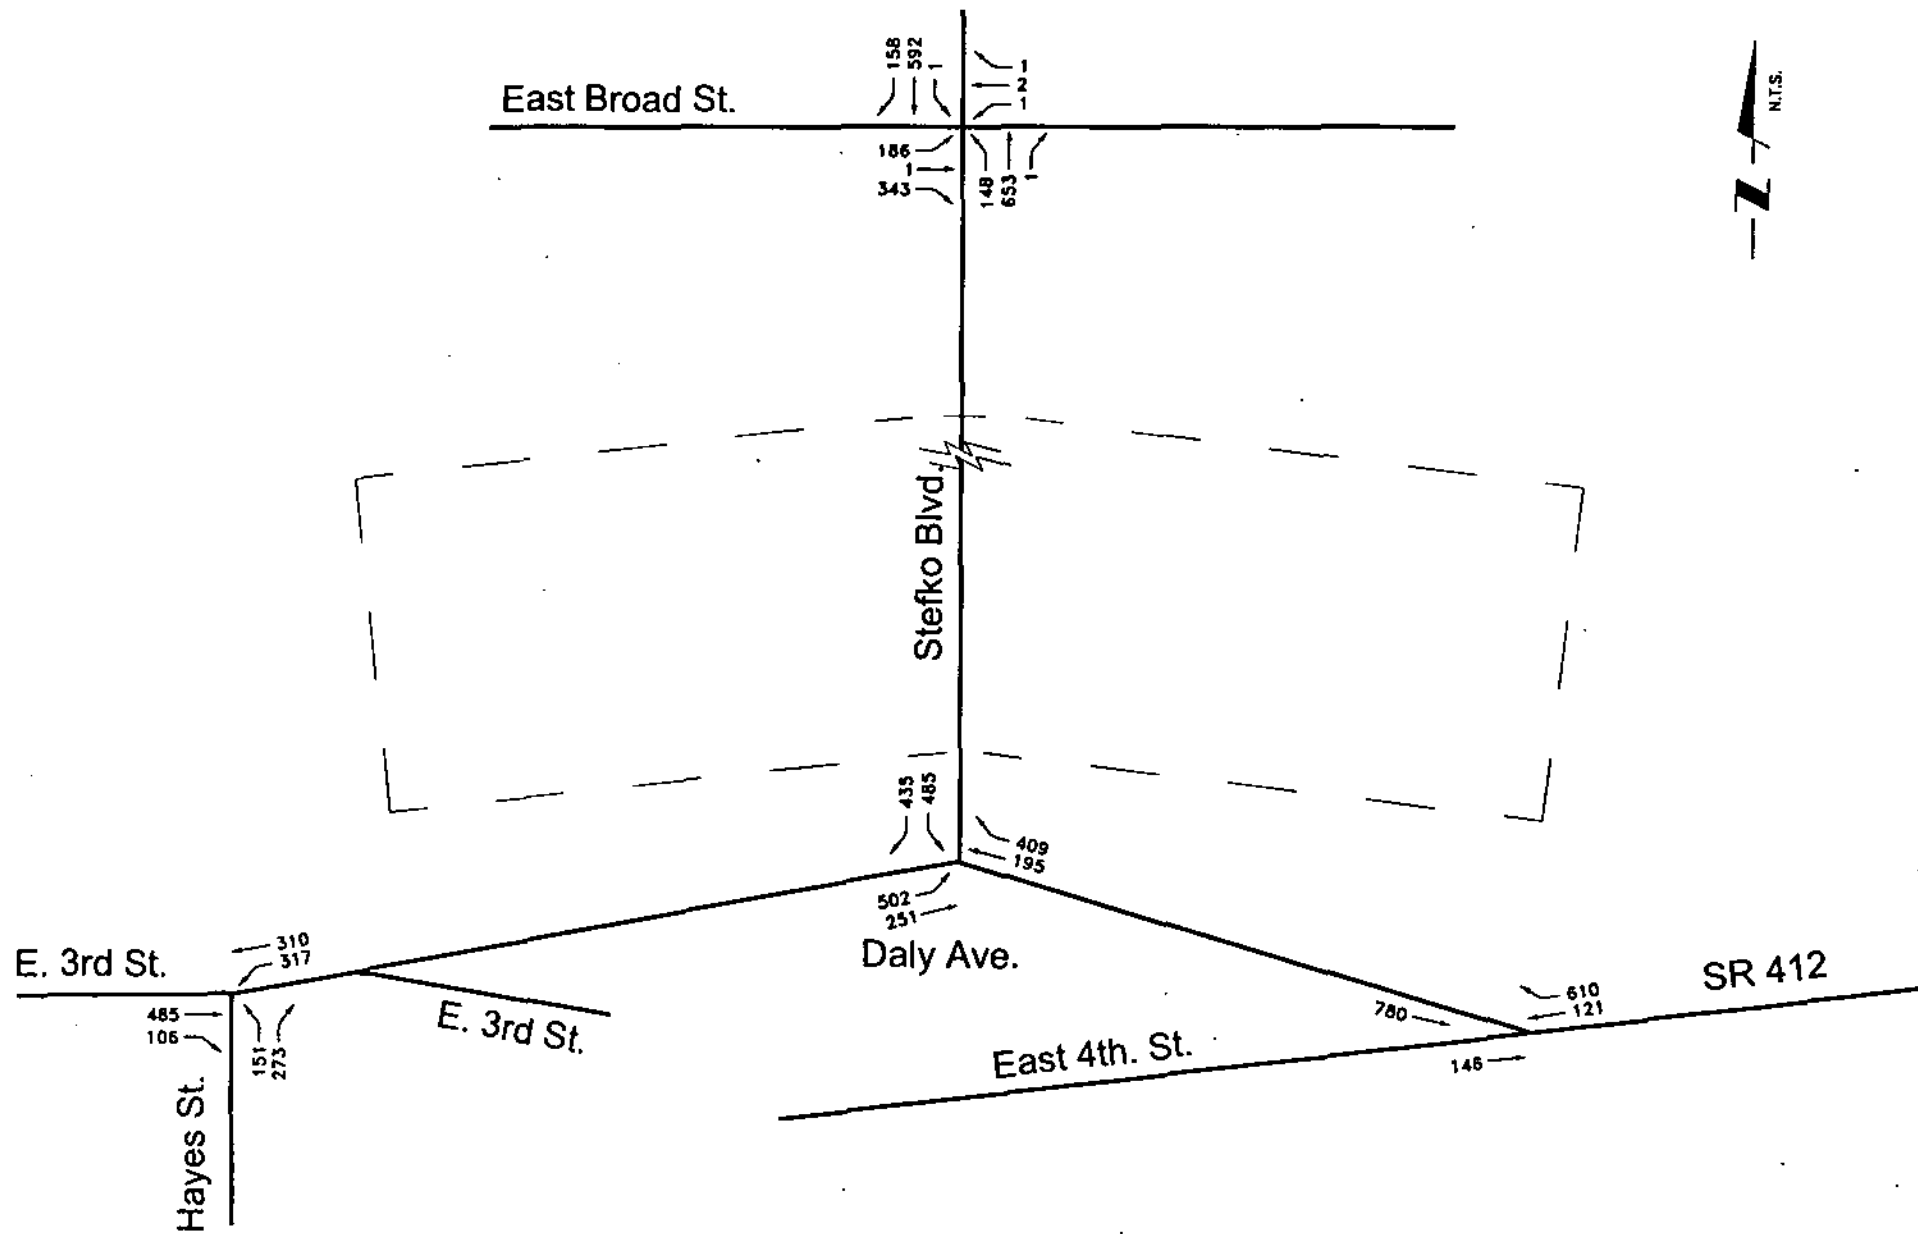 158
592
1
1
2
1
East Broad St.
186
1
343
148
653
1
N.T.S.
N
Stefko Blvd.
435
485
409
195
502
251
Daly Ave.
310
317
E. 3rd St.
485
106
151
273
E. 3rd St.
Hayes St.
780
610
121
SR 412
East 4th. St.
146